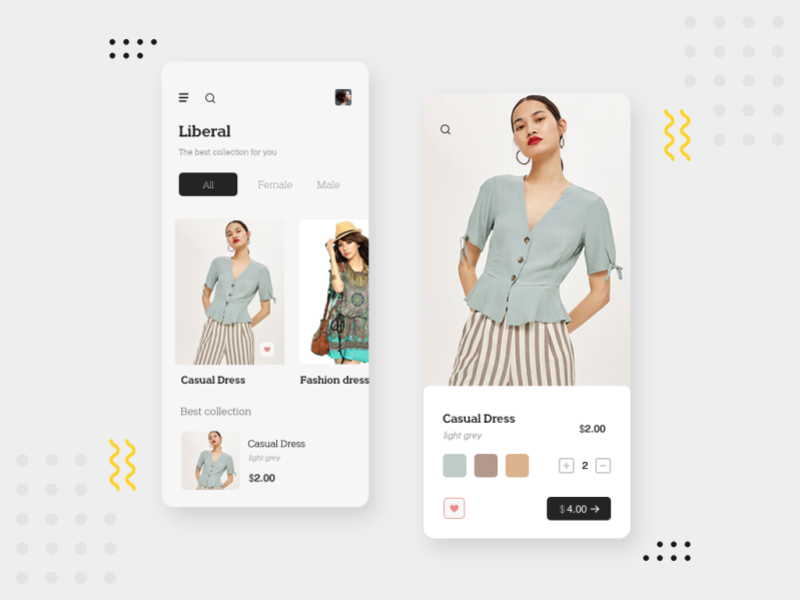 Liberal
The best collection for you
All
Female
Male
Casual Dress
Fashion dress
Best collection
Casual Dress
light grey
$2.00
Casual Dress
light grey
$2.00
2
$ 4.00 →